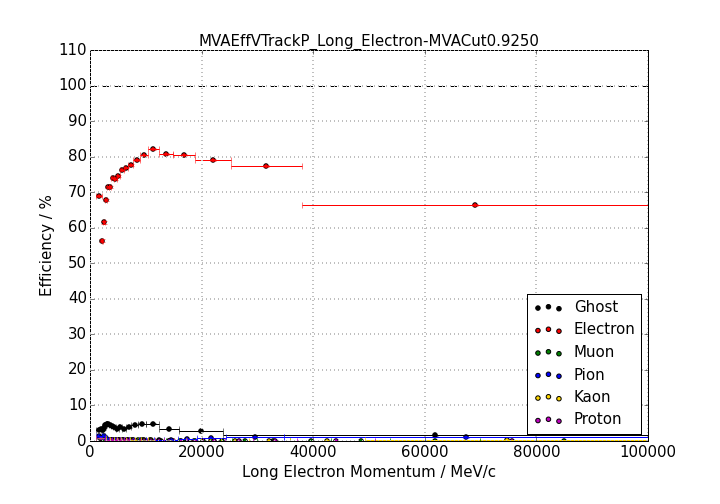 MVAEffVTrackP_Long_Electron-MVACut0.9250
110
100
90
80
70
60
50
40
30
20
10
0
Efficiency / %
Ghost
Electron
Muon
Pion
Kaon
Proton
0 20000 40000 60000 80000 100000
Long Electron Momentum / MeV/c